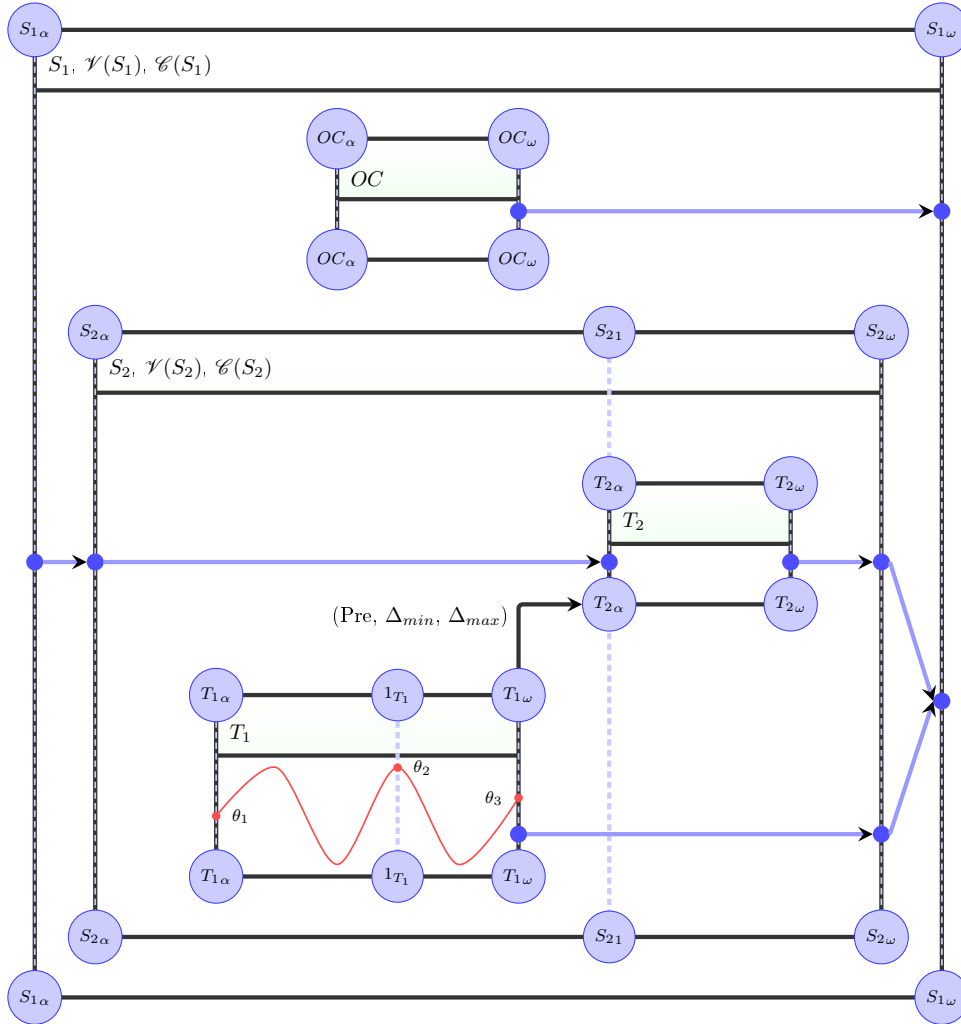 S₁α S₁ω
S₁, 𝒱(S₁), 𝒞(S₁)
OCα OCω
OC
OCα OCω
S₂α S₂₁ S₂ω
S₂, 𝒱(S₂), 𝒞(S₂)
T₂α T₂ω
T₂
(Pre, Δmin, Δmax) T₂α T₂ω
T₁α 1T₁ T₁ω
T₁
θ₂
θ₃
θ₁
T₁α 1T₁ T₁ω
S₂α S₂₁ S₂ω
S₁α S₁ω